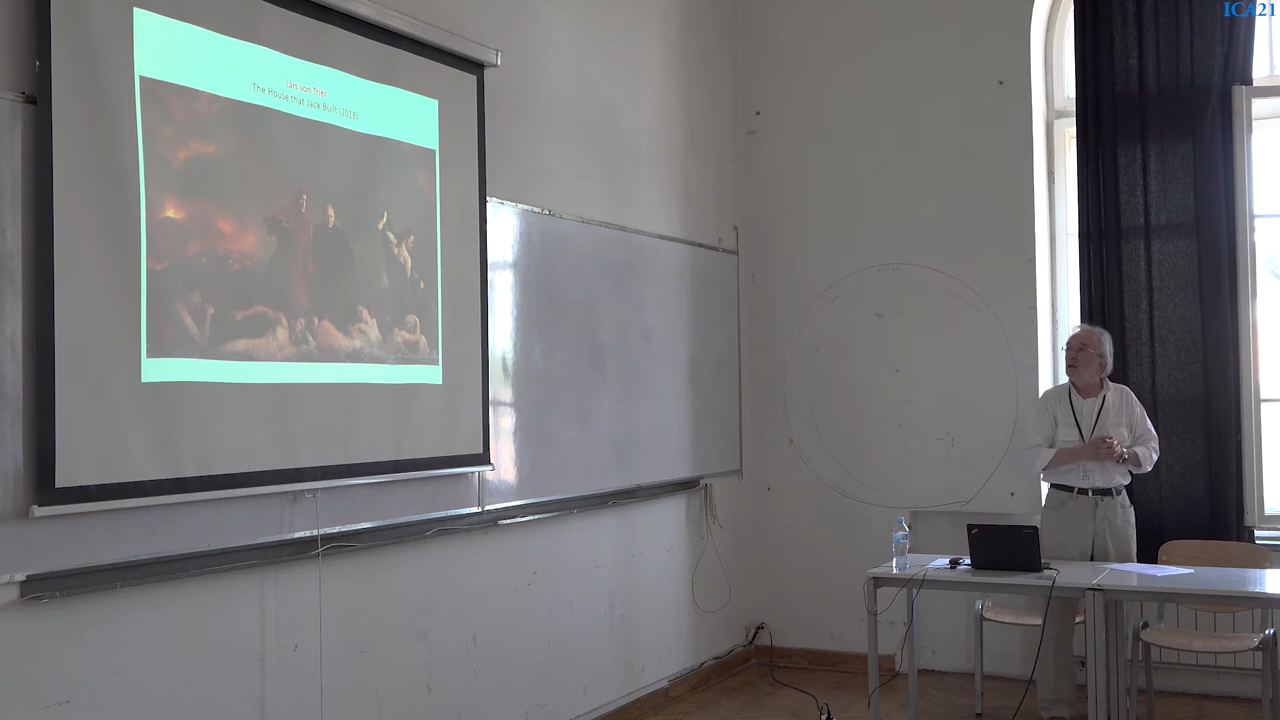 ICA21
Lars von Trier
The House that Jack Built (2018)